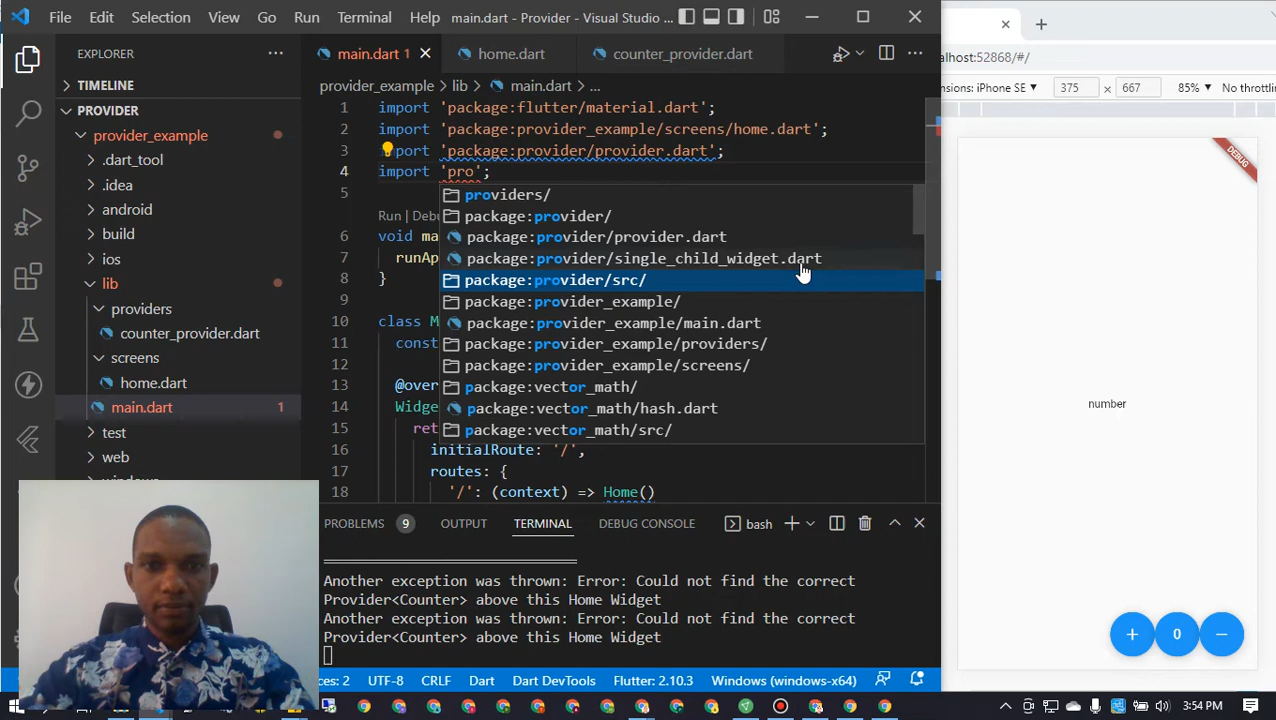 File Edit Selection View Go Run Terminal Help main.dart - Provider - Visual Studio ...
EXPLORER
TIMELINE
PROVIDER
provider_example
.dart_tool
.idea
android
build
ios
lib
providers
counter_provider.dart
screens
home.dart
main.dart 1
test
web
main.dart 1 home.dart counter_provider.dart
provider_example > lib > main.dart > ...
1 import 'package:flutter/material.dart';
2 import 'package:provider_example/screens/home.dart';
3 import 'package:provider/provider.dart';
4 import 'pro';
5
Run | Debu
6 void ma
7 runAp
8 }
9
10 class M
11 const
12
13 @over
14 Widge
15 ret
16 initialRoute: '/',
17 routes: {
18 '/': (context) => Home()
providers/
package:provider/
package:provider/provider.dart
package:provider/single_child_widget.dart
package:provider/src/
package:provider_example/
package:provider_example/main.dart
package:provider_example/providers/
package:provider_example/screens/
package:vector_math/
package:vector_math/hash.dart
package:vector_math/src/
PROBLEMS 9 OUTPUT TERMINAL DEBUG CONSOLE bash
Another exception was thrown: Error: Could not find the correct
Provider<Counter> above this Home Widget
Another exception was thrown: Error: Could not find the correct
Provider<Counter> above this Home Widget
ces: 2 UTF-8 CRLF Dart Dart DevTools Flutter: 2.10.3 Windows (windows-x64)
alhost:52868/#/
nsions: iPhone SE 375 × 667 85% No throttlin
DEBUG
number
+ 0 −
3:54 PM